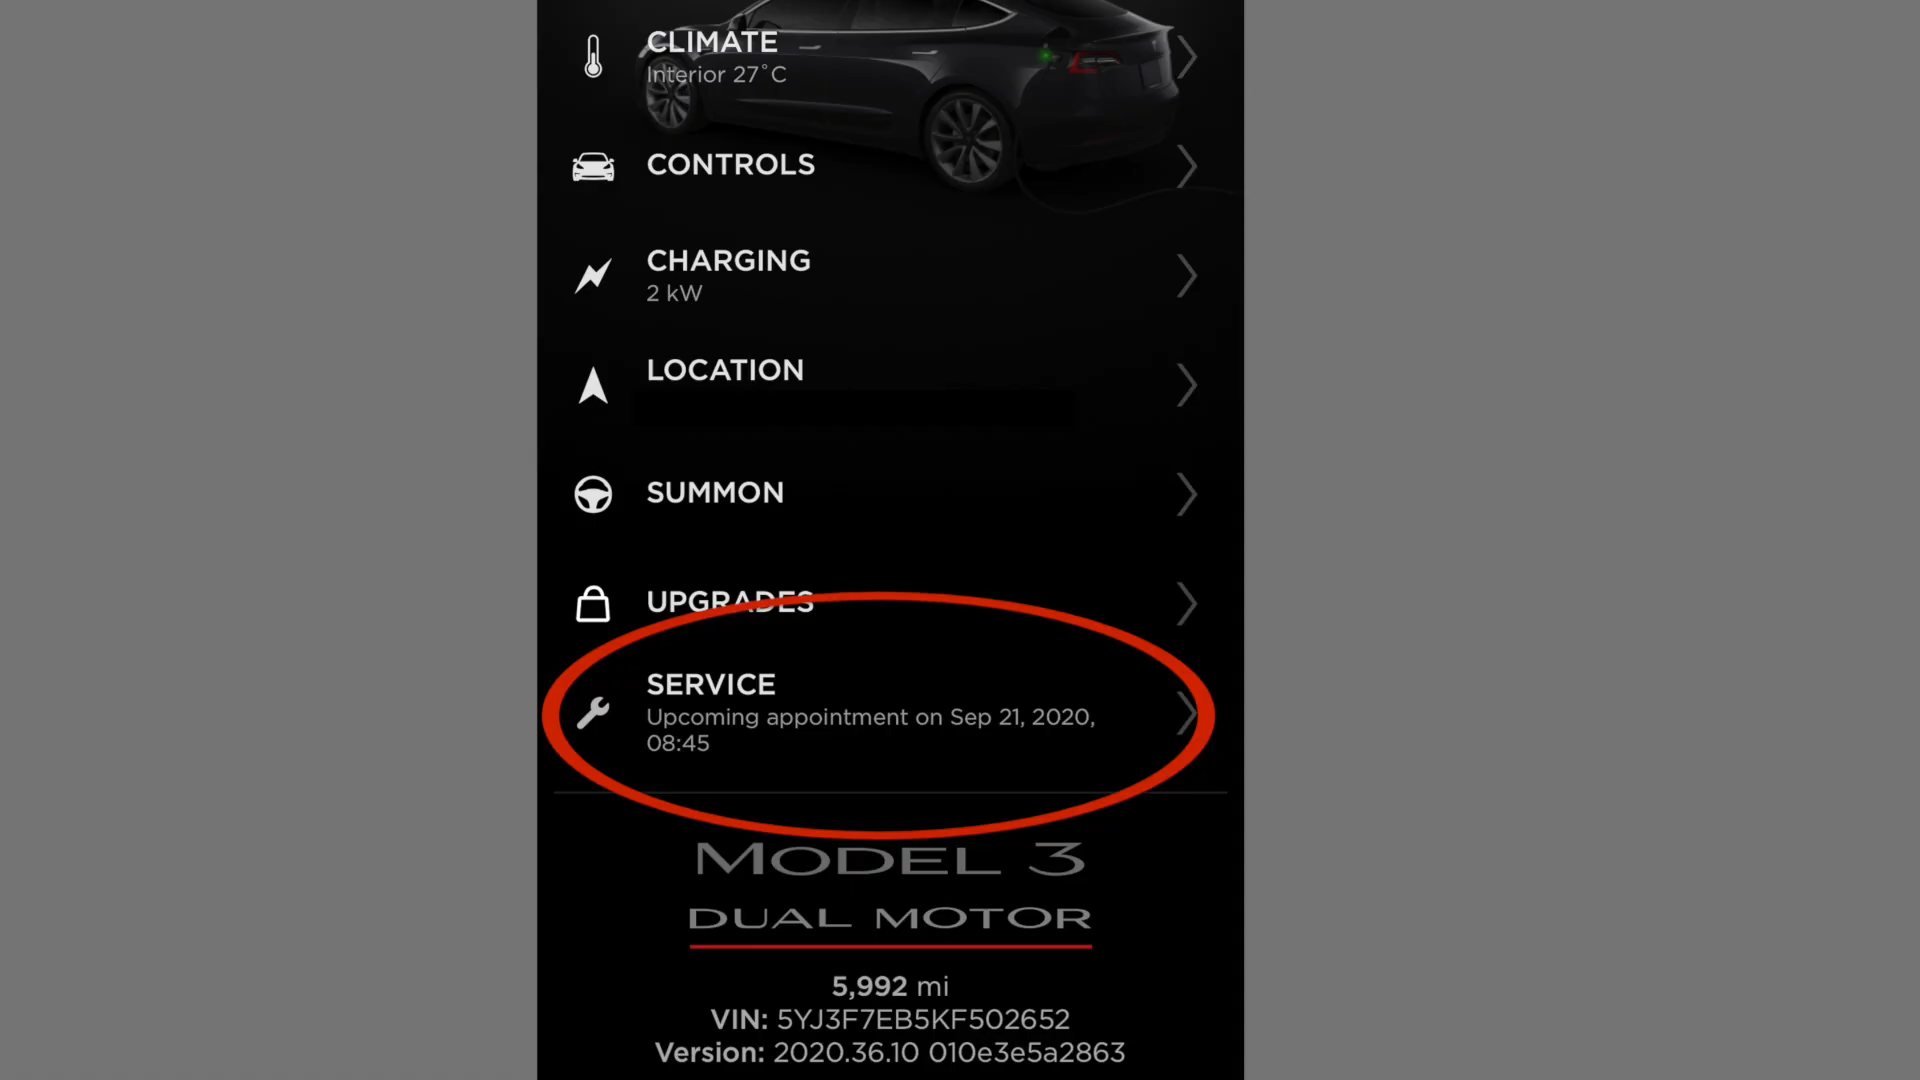 CLIMATE
Interior 27°C
CONTROLS
CHARGING
2 kW
LOCATION
SUMMON
UPGRADES
SERVICE
Upcoming appointment on Sep 21, 2020,
08:45
MODEL 3
DUAL MOTOR
5,992 mi
VIN: 5YJ3F7EB5KF502652
Version: 2020.36.10 010e3e5a2863